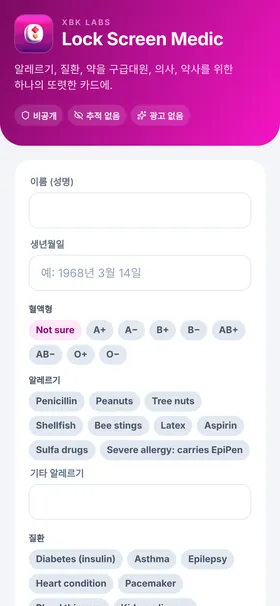 XBK LABS
Lock Screen Medic
알레르기, 질환, 약을 구급대원, 의사, 약사를 위한
하나의 또렷한 카드에.
비공개 추적 없음 광고 없음
이름 (성명)
생년월일
예: 1968년 3월 14일
혈액형
Not sure A+ A− B+ B− AB+
AB− O+ O−
알레르기
Penicillin Peanuts Tree nuts
Shellfish Bee stings Latex Aspirin
Sulfa drugs Severe allergy: carries EpiPen
기타 알레르기
질환
Diabetes (insulin) Asthma Epilepsy
Heart condition Pacemaker